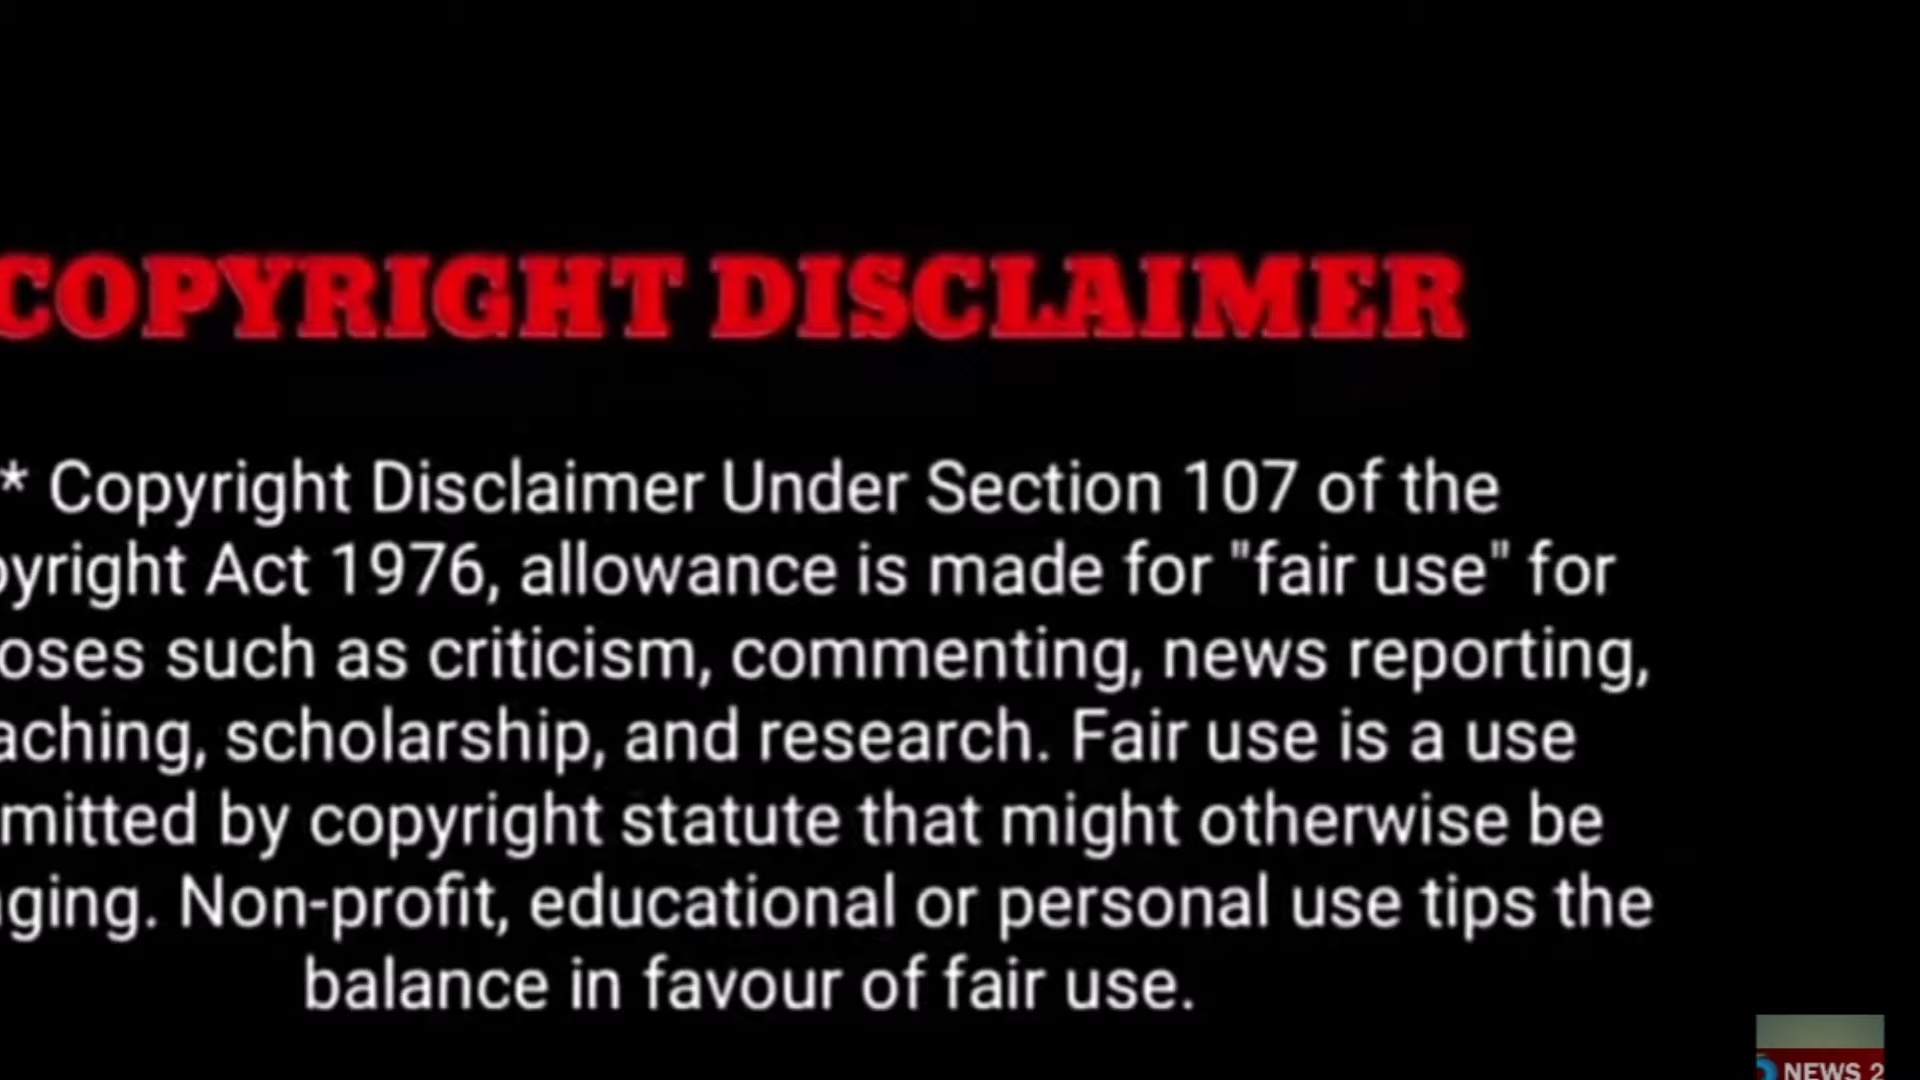 COPYRIGHT DISCLAIMER
* Copyright Disclaimer Under Section 107 of the
pyright Act 1976, allowance is made for "fair use" for
oses such as criticism, commenting, news reporting,
aching, scholarship, and research. Fair use is a use
mitted by copyright statute that might otherwise be
ging. Non-profit, educational or personal use tips the
balance in favour of fair use.
NEWS 2